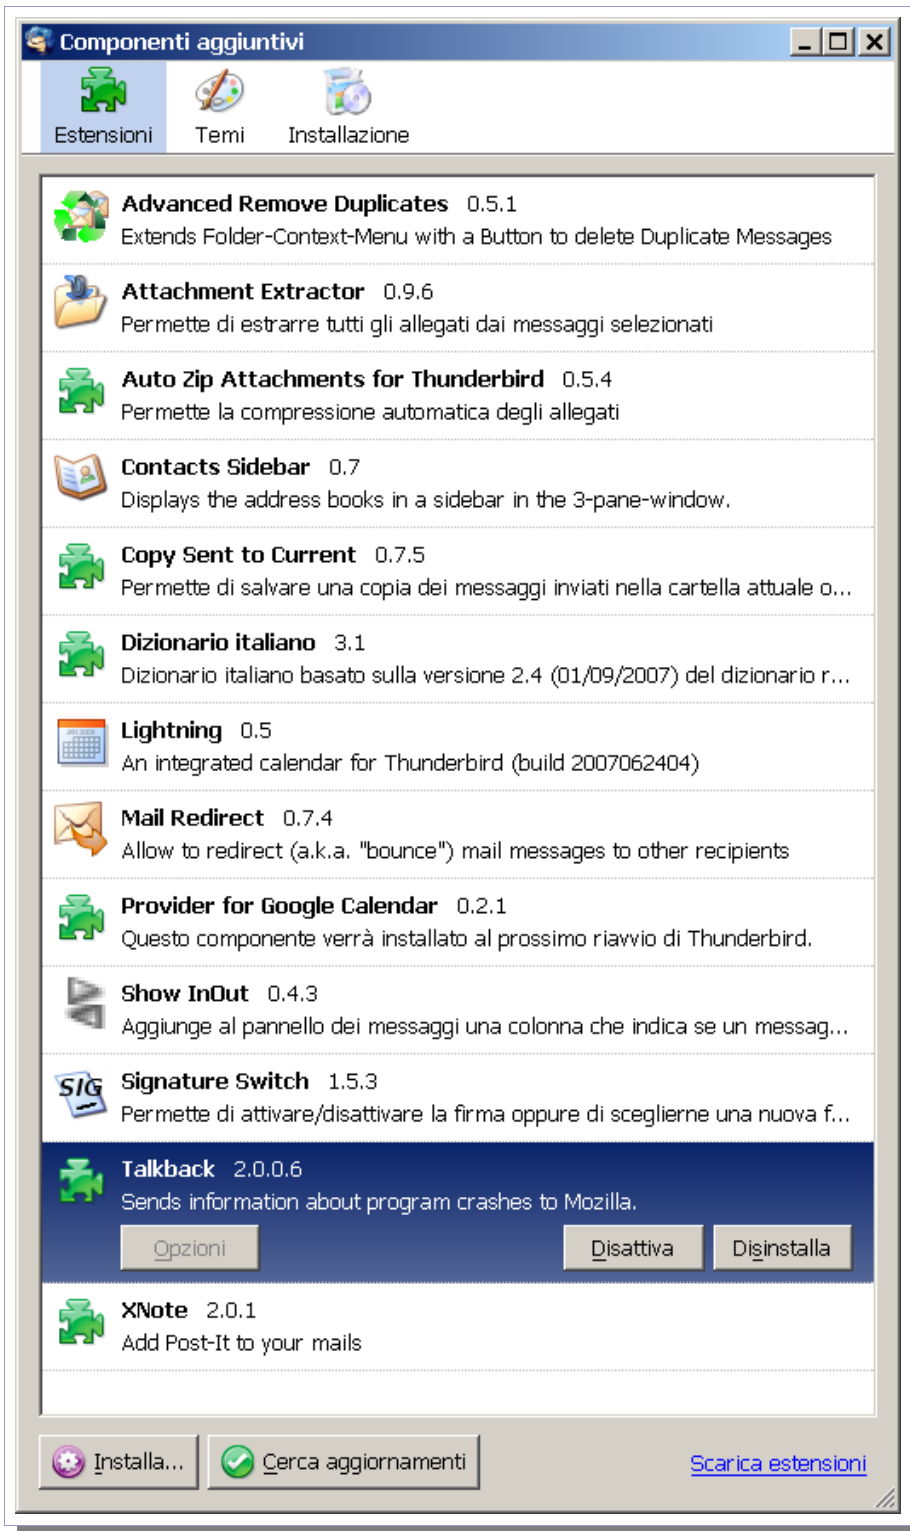 Componenti aggiuntivi
Estensioni Temi Installazione
Advanced Remove Duplicates 0.5.1
Extends Folder-Context-Menu with a Button to delete Duplicate Messages
Attachment Extractor 0.9.6
Permette di estrarre tutti gli allegati dai messaggi selezionati
Auto Zip Attachments for Thunderbird 0.5.4
Permette la compressione automatica degli allegati
Contacts Sidebar 0.7
Displays the address books in a sidebar in the 3-pane-window.
Copy Sent to Current 0.7.5
Permette di salvare una copia dei messaggi inviati nella cartella attuale o...
Dizionario italiano 3.1
Dizionario italiano basato sulla versione 2.4 (01/09/2007) del dizionario r...
Lightning 0.5
An integrated calendar for Thunderbird (build 2007062404)
Mail Redirect 0.7.4
Allow to redirect (a.k.a. "bounce") mail messages to other recipients
Provider for Google Calendar 0.2.1
Questo componente verrà installato al prossimo riavvio di Thunderbird.
Show InOut 0.4.3
Aggiunge al pannello dei messaggi una colonna che indica se un messag...
SIG
Signature Switch 1.5.3
Permette di attivare/disattivare la firma oppure di sceglierne una nuova f...
Talkback 2.0.0.6
Sends information about program crashes to Mozilla.
Opzioni Disattiva Disinstalla
XNote 2.0.1
Add Post-It to your mails
Installa... Cerca aggiornamenti Scarica estensioni